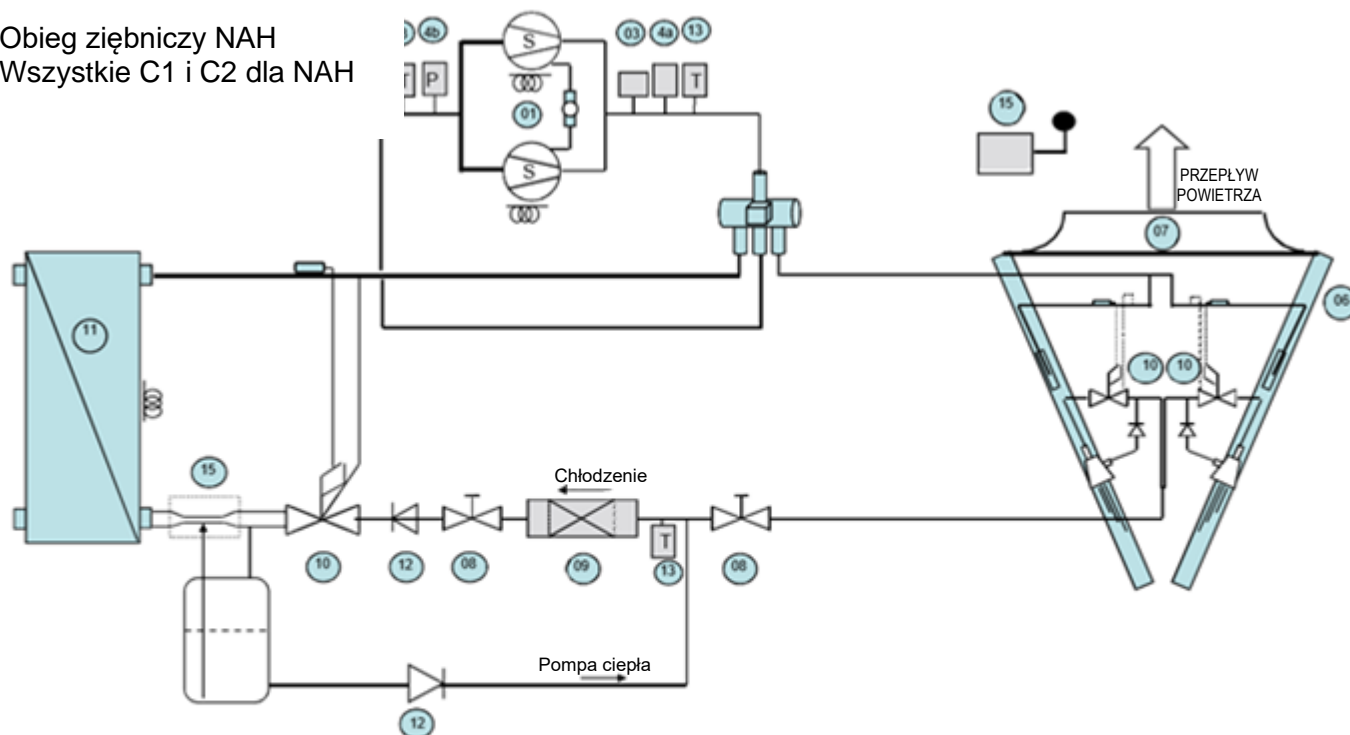 Obieg ziębniczy NAH
Wszystkie C1 i C2 dla NAH
4b
03
4a
13
T
P
S
01
T
S
15
PRZEPŁYW
POWIETRZA
07
06
11
10
10
15
Chłodzenie
T
10
12
08
09
13
08
Pompa ciepła
12